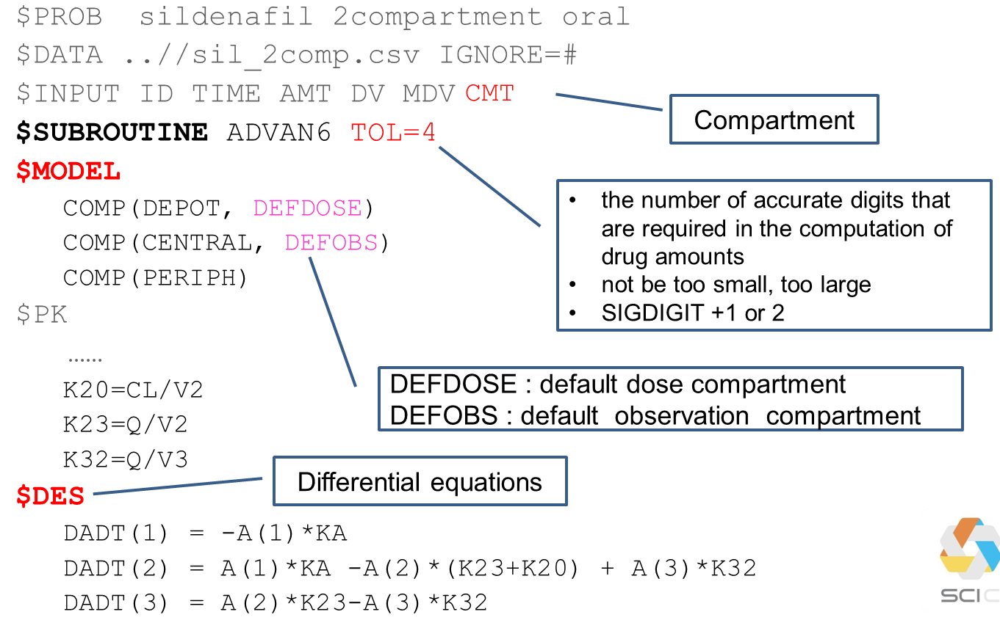 $PROB sildenafil 2compartment oral
$DATA ..//sil_2comp.csv IGNORE=#
$INPUT ID TIME AMT DV MDV CMT
Compartment
$SUBROUTINE ADVAN6 TOL=4
$MODEL
COMP(DEPOT, DEFDOSE)
COMP(CENTRAL, DEFOBS)
COMP(PERIPH)
• the number of accurate digits that
are required in the computation of
drug amounts
• not be too small, too large
• SIGDIGIT +1 or 2
$PK
......
K20=CL/V2
K23=Q/V2
K32=Q/V3
DEFDOSE : default dose compartment
DEFOBS : default observation compartment
$DES
Differential equations
DADT(1) = -A(1)*KA
DADT(2) = A(1)*KA -A(2)*(K23+K20) + A(3)*K32
DADT(3) = A(2)*K23-A(3)*K32
SCI